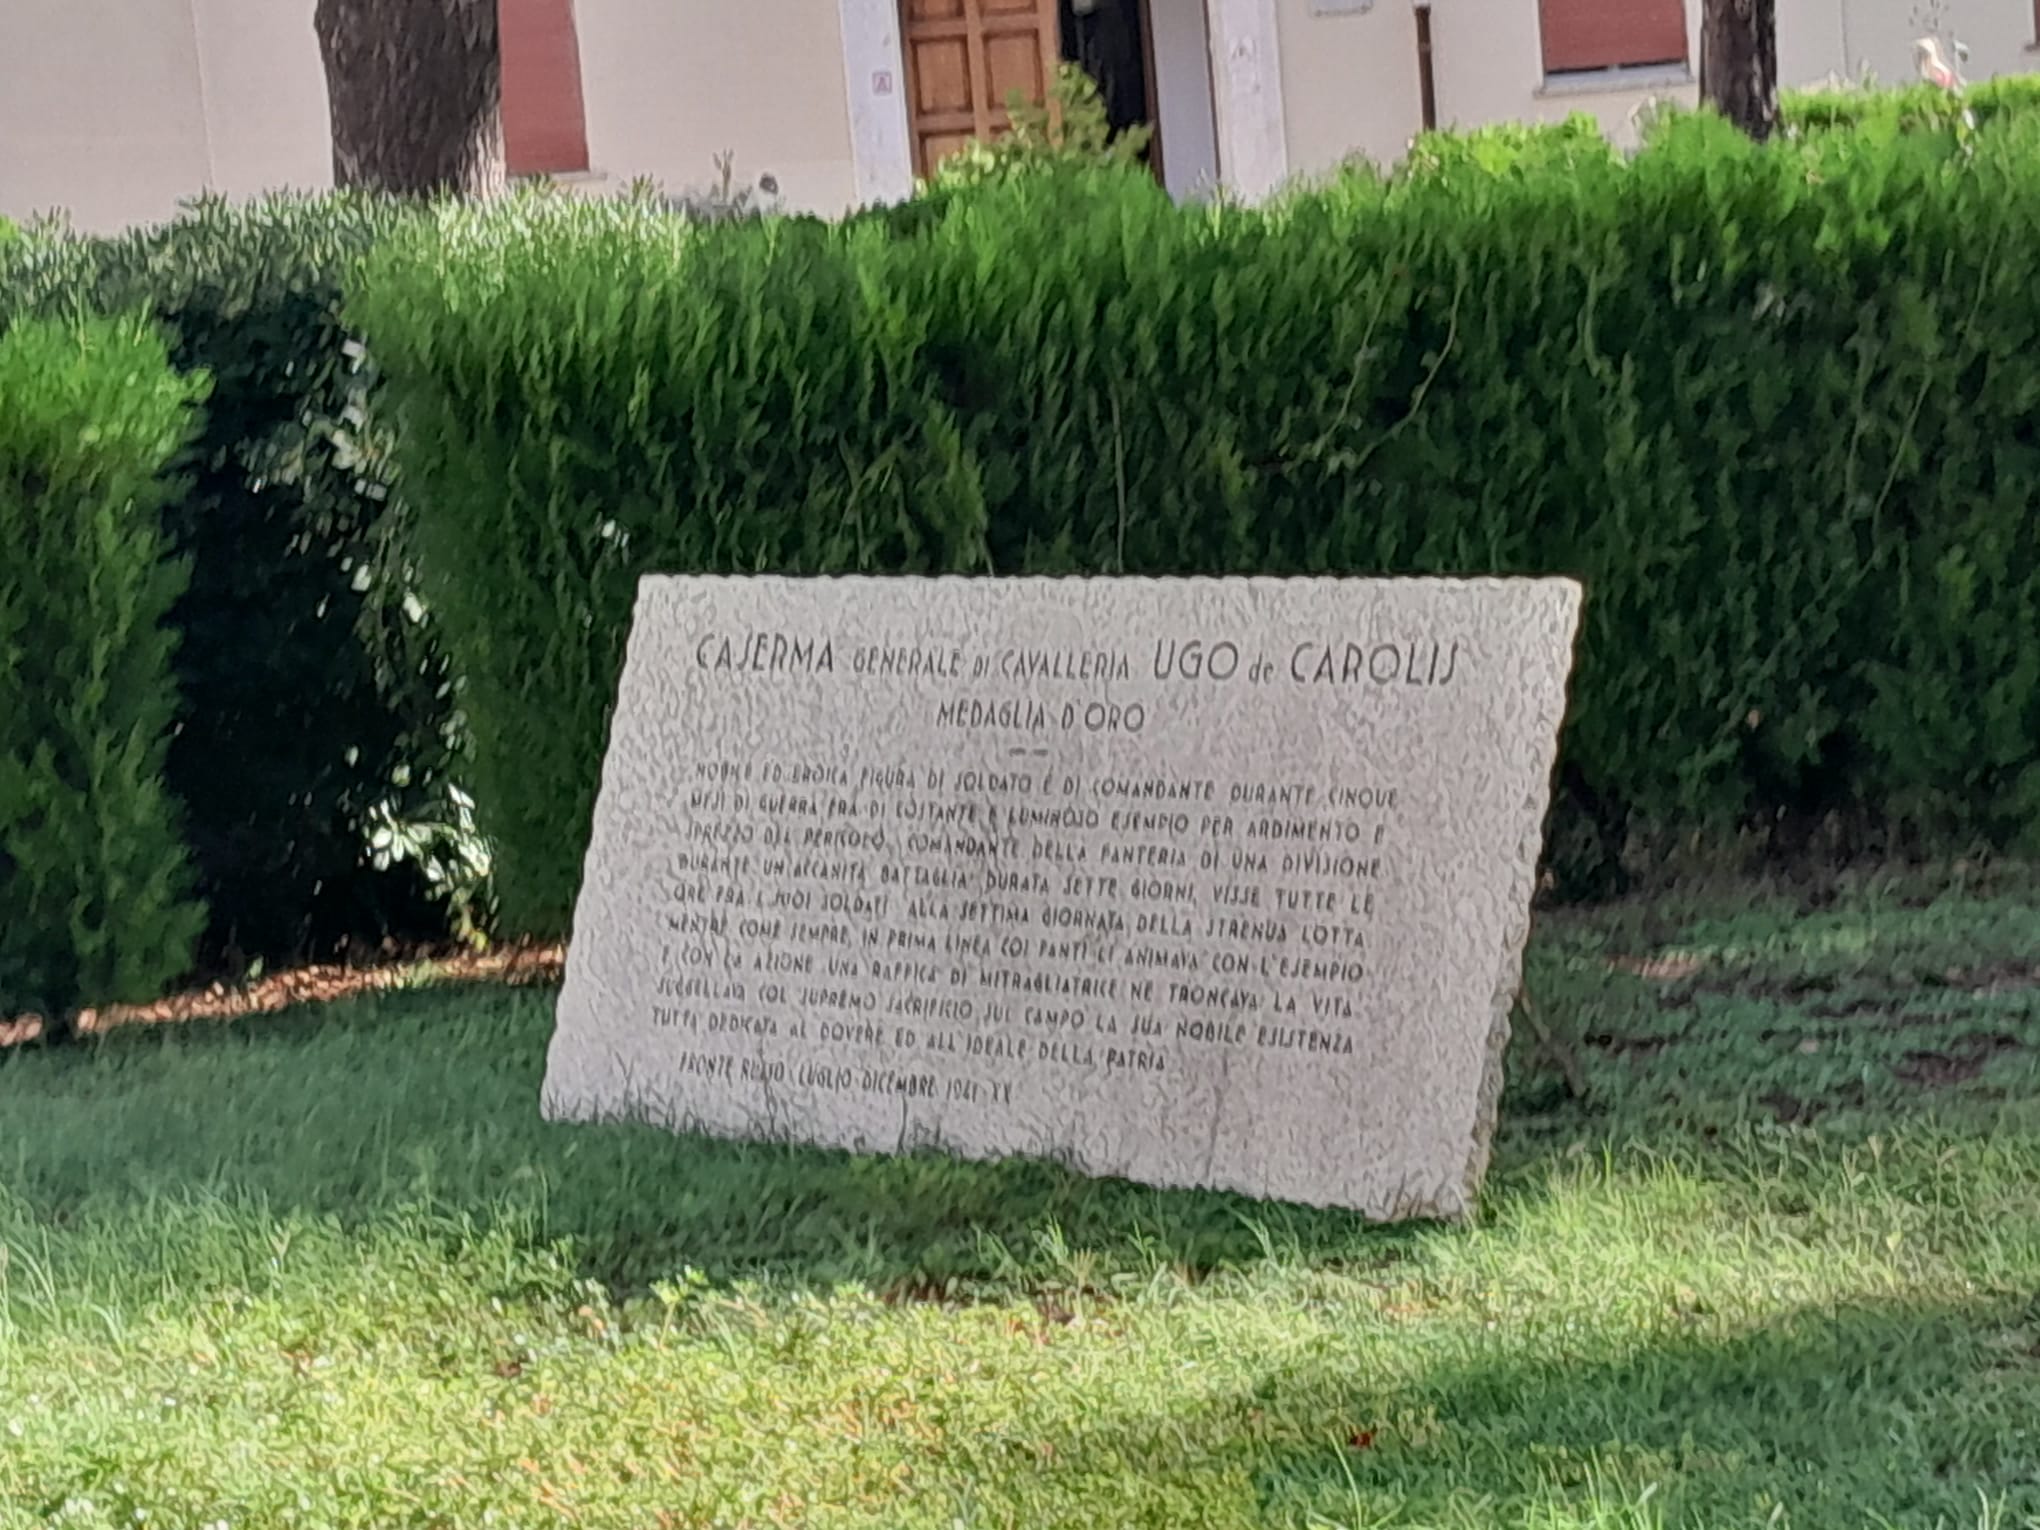 CASERMA GENERALE DI CAVALLERIA UGO de CAROLIS
MEDAGLIA D'ORO
NOBILE ED EROICA FIGURA DI SOLDATO E DI COMANDANTE DURANTE CINQUE
MESI DI GUERRA ERA DI COSTANTE E LUMINOSO ESEMPIO PER ARDIMENTO E
SPREZZO DEL PERICOLO, COMANDANTE DELLA FANTERIA DI UNA DIVISIONE
DURANTE UN'ACCANITA BATTAGLIA DURATA SETTE GIORNI, VISSE TUTTE LE
ORE FRA I SUOI SOLDATI ALLA SETTIMA GIORNATA DELLA STRENUA LOTTA
MENTRE COME SEMPRE, IN PRIMA LINEA COI FANTI LI ANIMAVA CON L'ESEMPIO
E CON LA AZIONE UNA RAFFICA DI MITRAGLIATRICE NE TRONCAVA LA VITA
SUGGELLAVA COL SUPREMO SACRIFICIO SUL CAMPO LA SUA NOBILE ESISTENZA
TUTTA DEDICATA AL DOVERE ED ALL'IDEALE DELLA PATRIA
FRONTE RUSSO LUGLIO DICEMBRE 1941 - XX